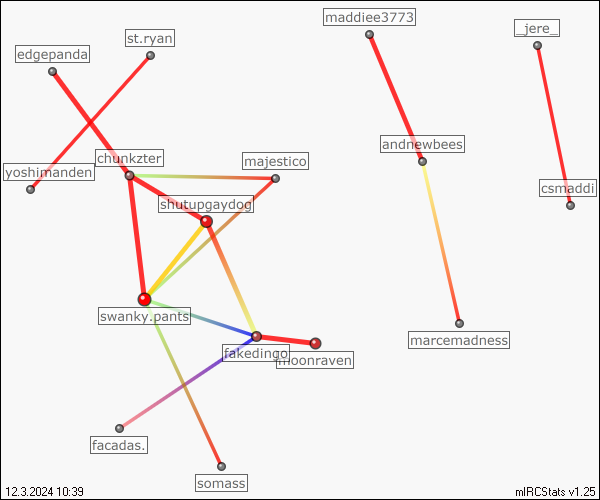 maddiee3773
_jere_
st.ryan
edgepanda
andnewbees
chunkzter
majestico
yoshimanden
csmaddi
shutupgaydog
swanky.pants
marcemadness
fakedingo
moonraven
facadas.
somass
12.3.2024 10:39
mIRCStats v1.25